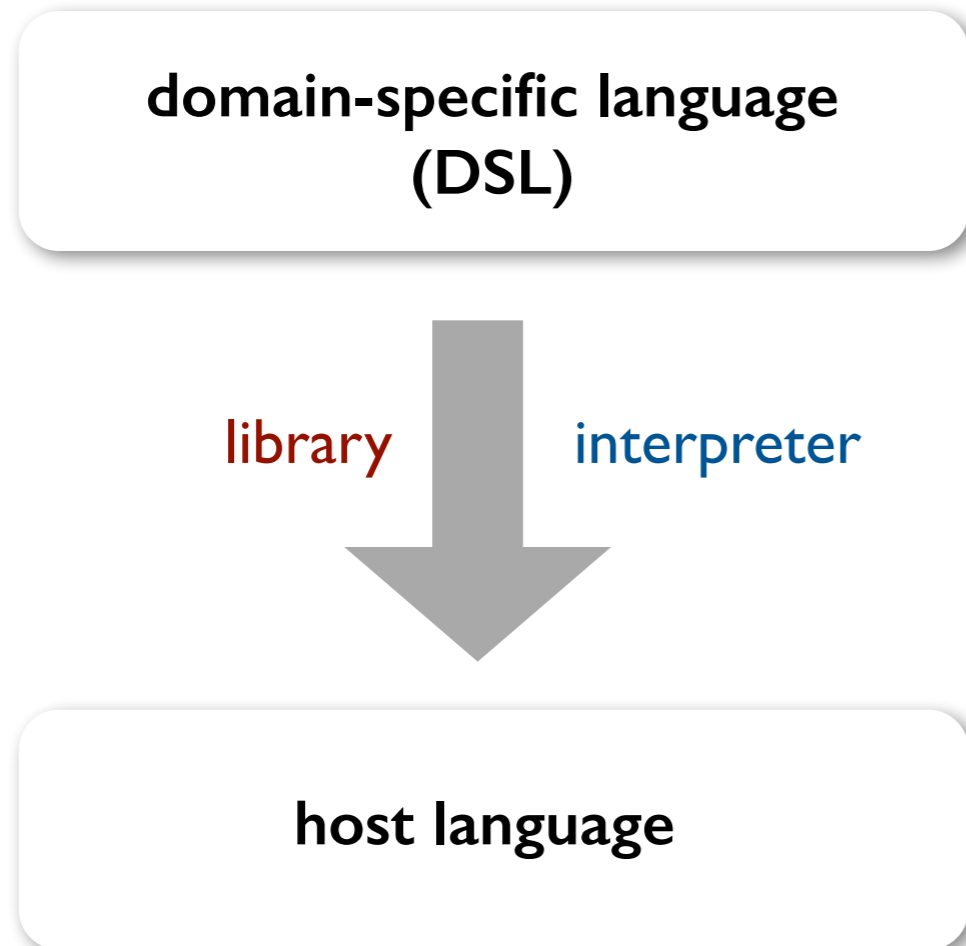 domain-specific language
(DSL)
library interpreter
host language